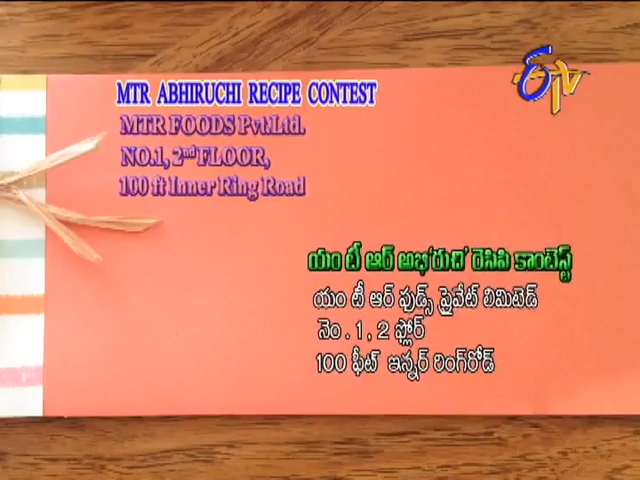 ETV
MTR ABHIRUCHI RECIPE CONTEST
MTR FOODS Pvt.Ltd.
NO.1, 2nd FLOOR,
100 ft Inner Ring Road
యం టీ ఆర్ అభి'రుచి' రెసిపి కాంటెస్ట్
యం టీ ఆర్ ఫుడ్స్ ప్రైవేట్ లిమిటెడ్
నెం . 1 , 2 ఫ్లోర్
100 ఫీట్ ఇన్నర్ రింగ్‌రోడ్